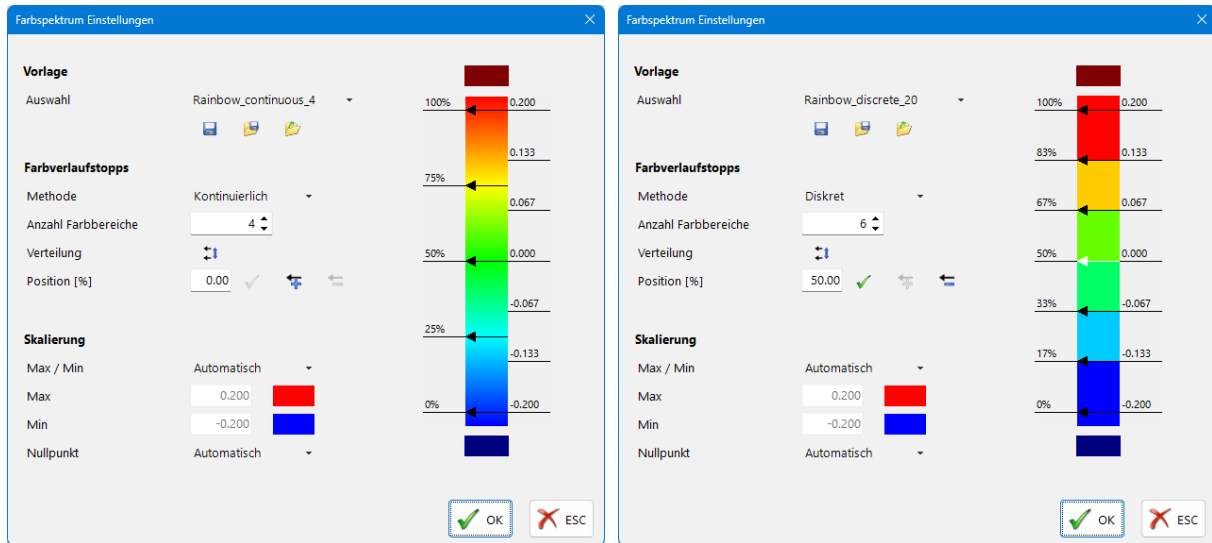 Farbspektrum Einstellungen
Vorlage
Auswahl Rainbow_continuous_4
Farbverlaufstopps
Methode Kontinuierlich
Anzahl Farbbereiche 4
Verteilung
Position [%] 0.00
Skalierung
Max / Min Automatisch
Max 0.200
Min -0.200
Nullpunkt Automatisch
100% 0.200
0.133
75%
0.067
50% 0.000
-0.067
25%
-0.133
0% -0.200
OK ESC
Farbspektrum Einstellungen
Vorlage
Auswahl Rainbow_discrete_20
Farbverlaufstopps
Methode Diskret
Anzahl Farbbereiche 6
Verteilung
Position [%] 50.00
Skalierung
Max / Min Automatisch
Max 0.200
Min -0.200
Nullpunkt Automatisch
100% 0.200
83% 0.133
67% 0.067
50% 0.000
33% -0.067
17% -0.133
0% -0.200
OK ESC